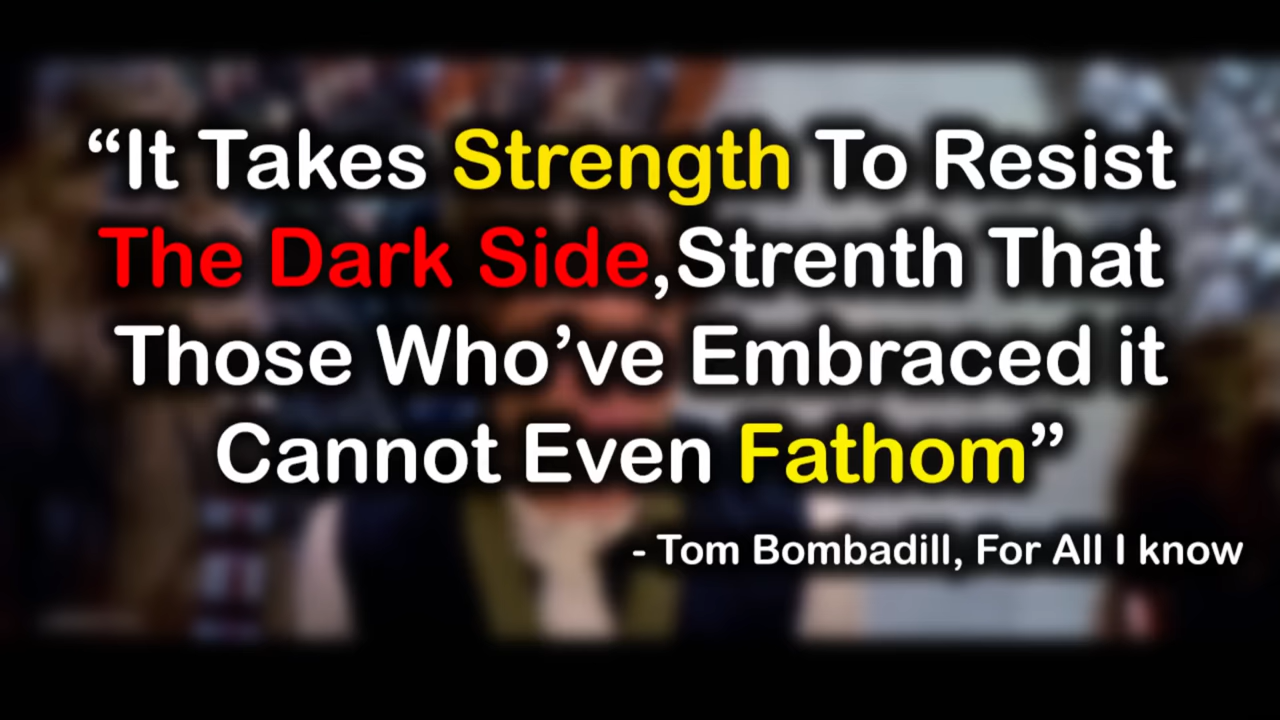 “It Takes Strength To Resist
The Dark Side,Strenth That
Those Who’ve Embraced it
Cannot Even Fathom”
- Tom Bombadill, For All I know